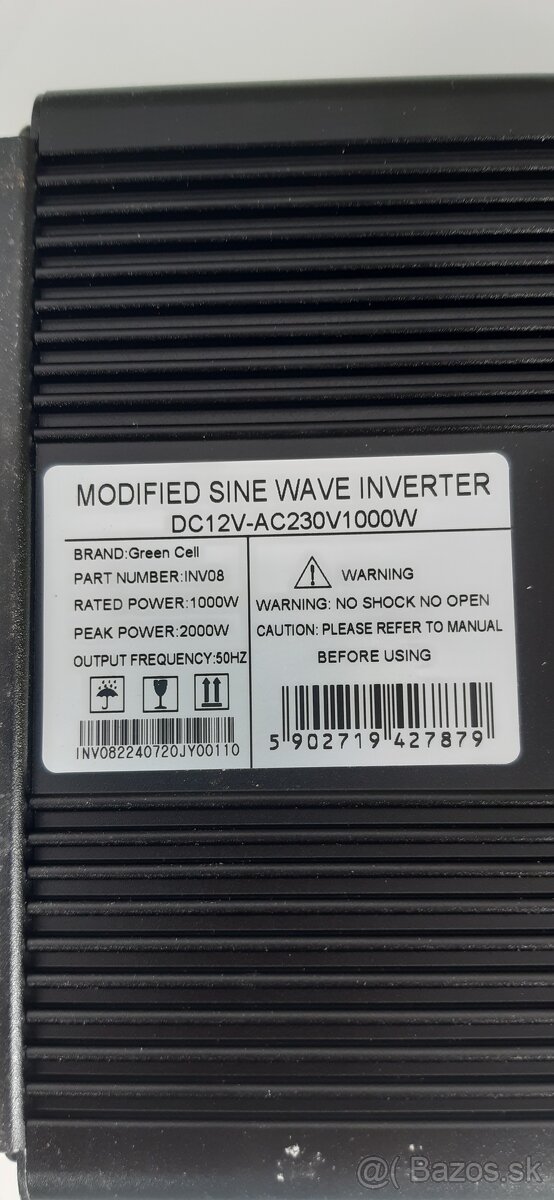 MODIFIED SINE WAVE INVERTER
DC12V-AC230V1000W
BRAND:Green Cell
PART NUMBER:INV08
RATED POWER:1000W
PEAK POWER:2000W
OUTPUT FREQUENCY:50HZ
INV082240720JY00110
WARNING
WARNING: NO SHOCK NO OPEN
CAUTION: PLEASE REFER TO MANUAL
BEFORE USING
5 902719 427879
@( Bazos.sk